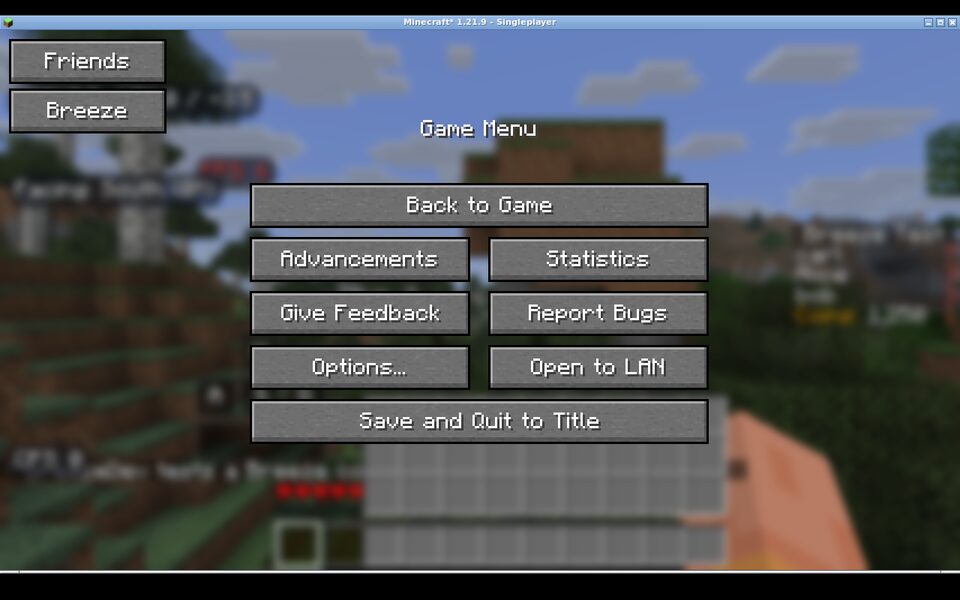 Minecraft* 1.21.9 - Singleplayer
Friends
Breeze
Game Menu
Back to Game
Advancements
Statistics
Give Feedback
Report Bugs
Options...
Open to LAN
Save and Quit to Title